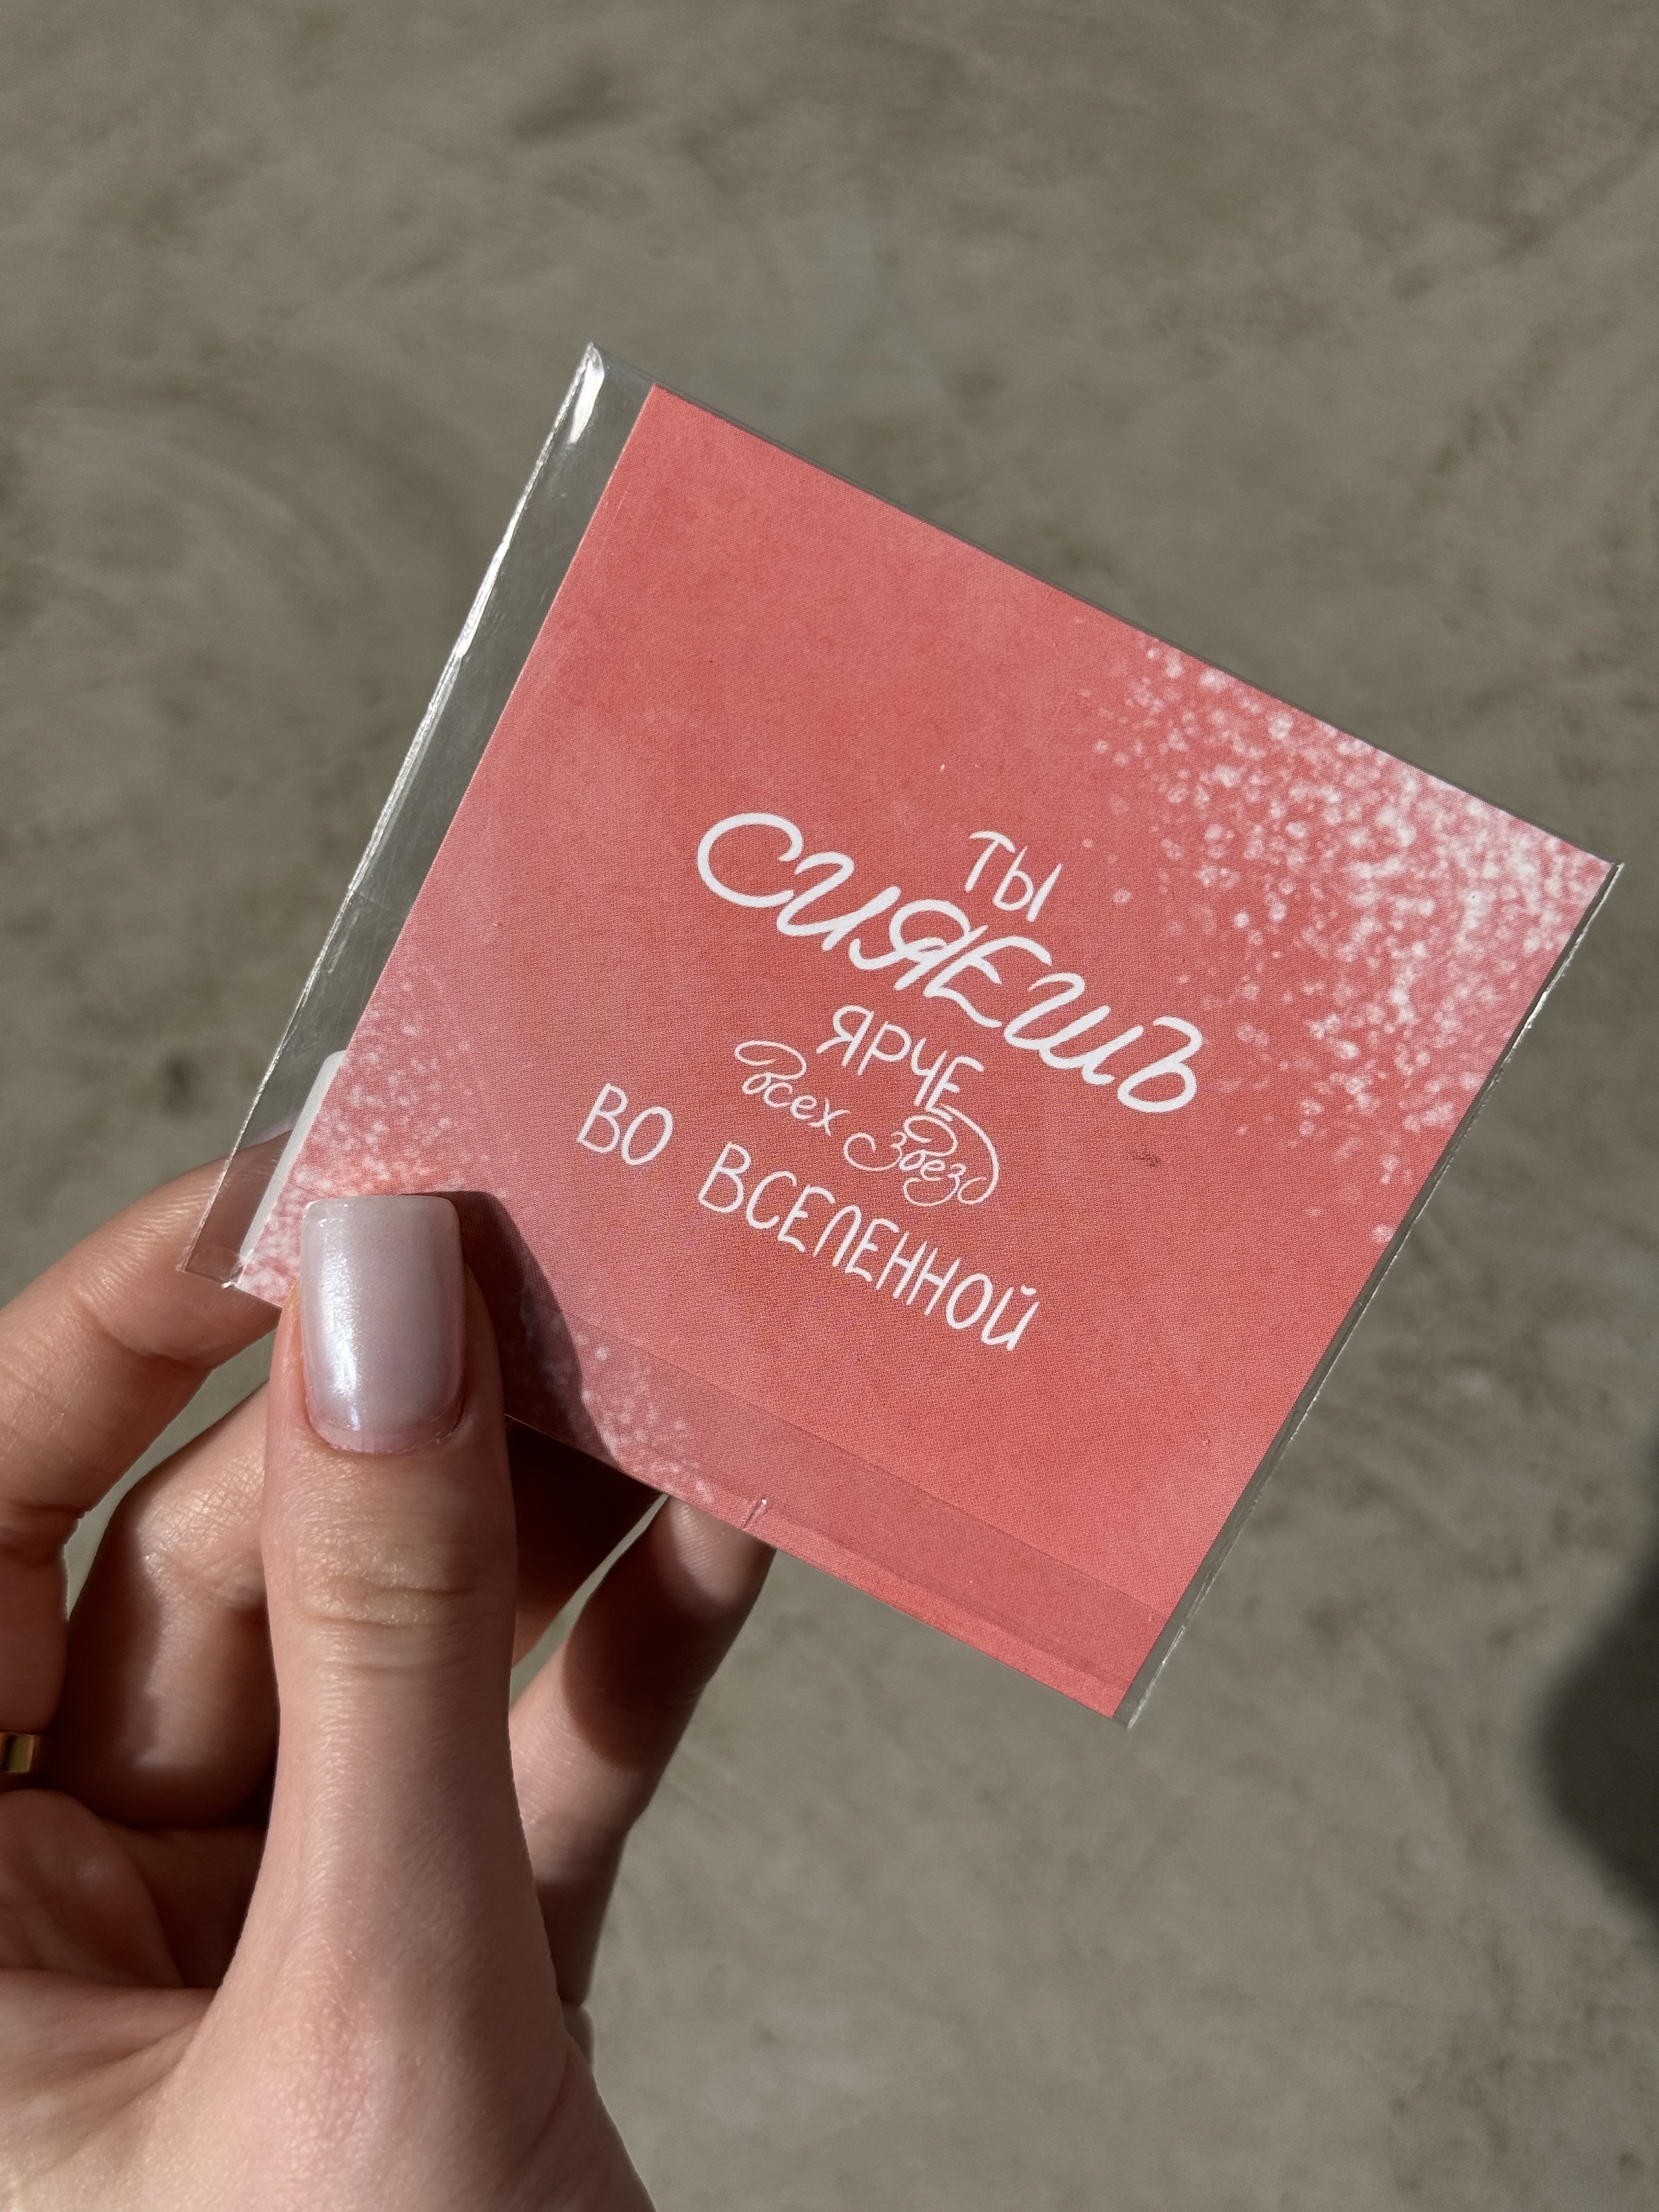 ТЫ
СИЯЕШЬ
ЯРЧЕ
всех звезд
ВО ВСЕЛЕННОЙ